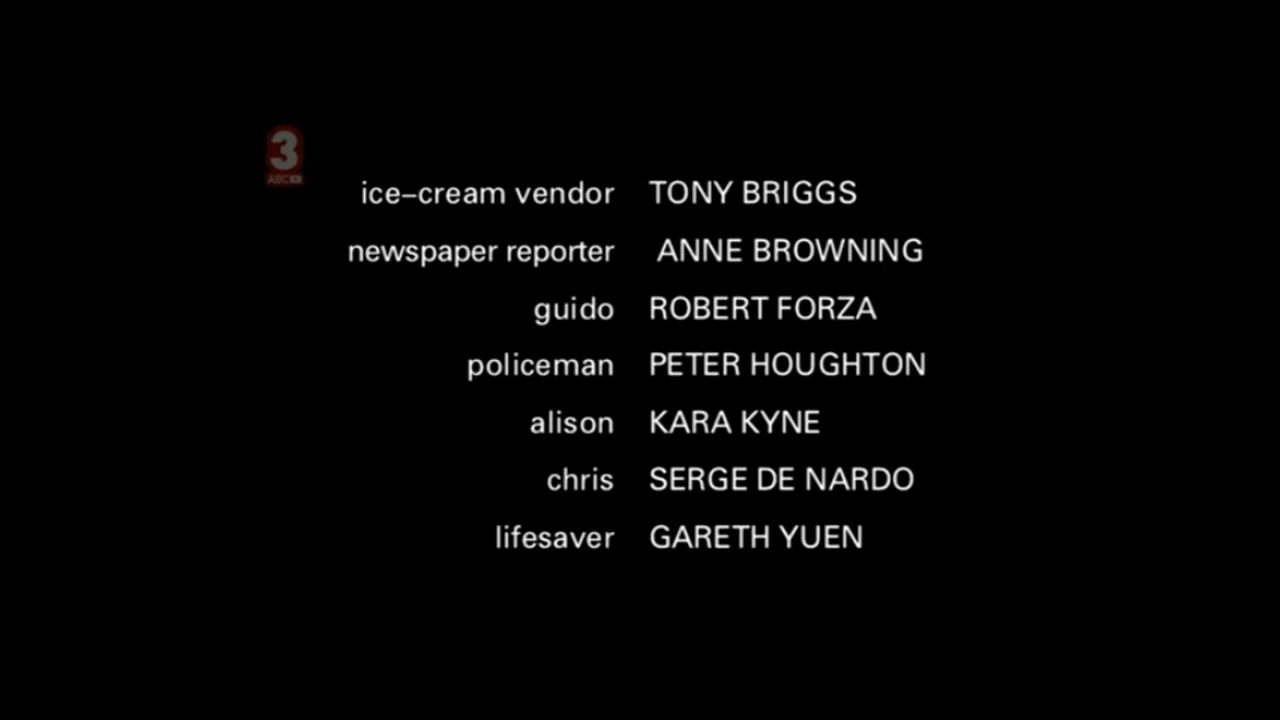 3
ABC
ice-cream vendor TONY BRIGGS
newspaper reporter ANNE BROWNING
guido ROBERT FORZA
policeman PETER HOUGHTON
alison KARA KYNE
chris SERGE DE NARDO
lifesaver GARETH YUEN